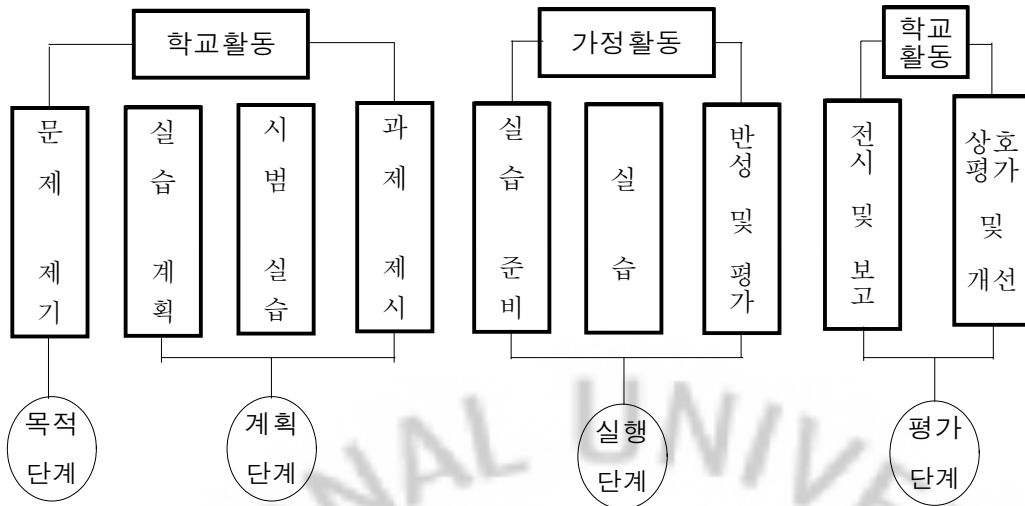 학교활동
가정활동
학교
활동
문제 제기
실습 계획
시범 실습
과제 제시
실습 준비
실습
반성 및 평가
전시 및 보고
상호
평가
및
개선
목적
단계
계획
단계
실행
단계
평가
단계
NAL UNIVE